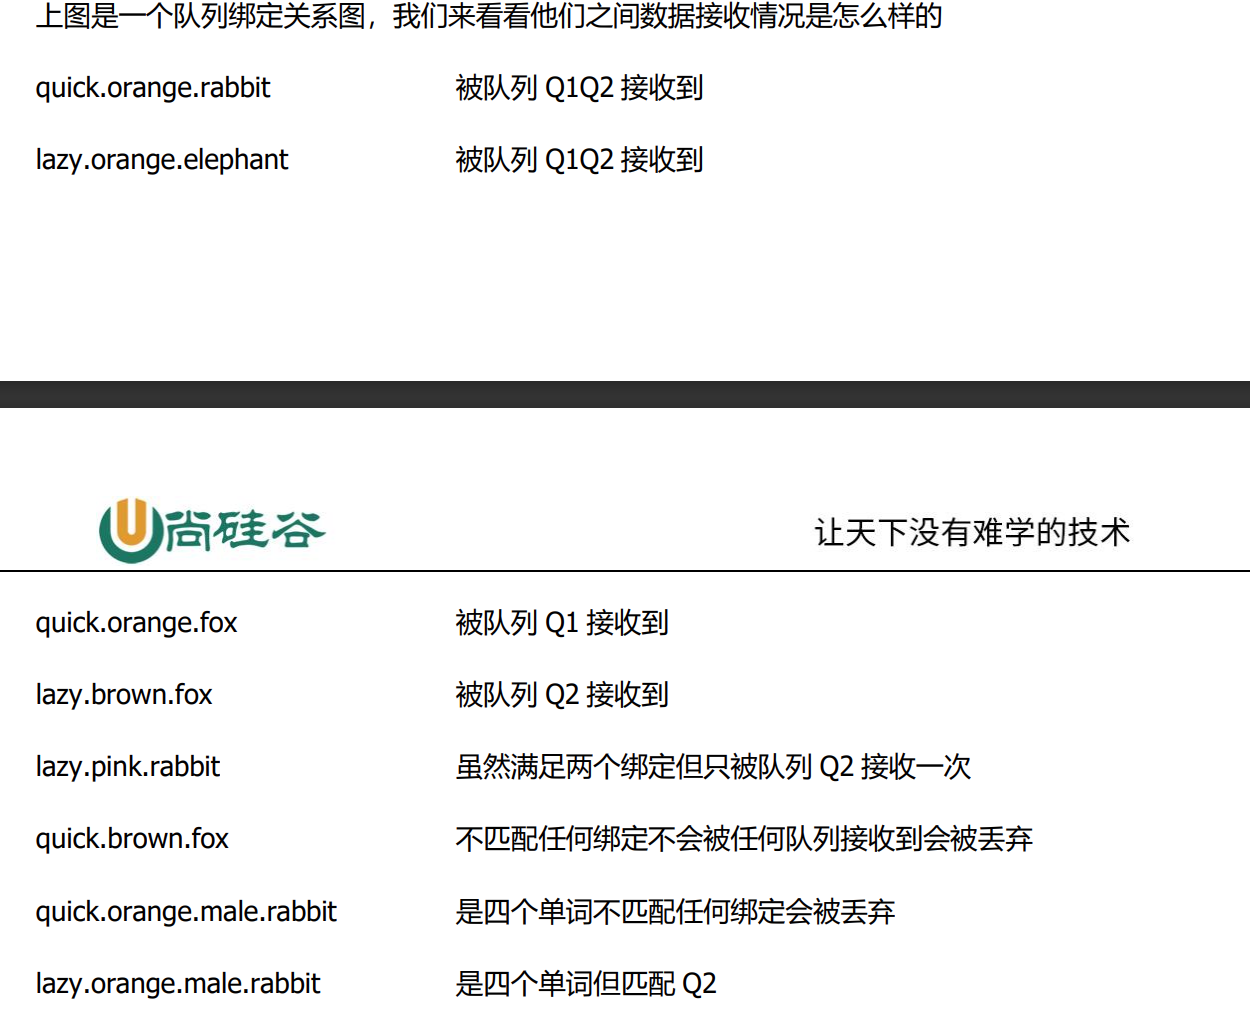 上图是一个队列绑定关系图，我们来看看他们之间数据接收情况是怎么样的
quick.orange.rabbit 被队列 Q1Q2 接收到
lazy.orange.elephant 被队列 Q1Q2 接收到
尚硅谷 让天下没有难学的技术
quick.orange.fox 被队列 Q1 接收到
lazy.brown.fox 被队列 Q2 接收到
lazy.pink.rabbit 虽然满足两个绑定但只被队列 Q2 接收一次
quick.brown.fox 不匹配任何绑定不会被任何队列接收到会被丢弃
quick.orange.male.rabbit 是四个单词不匹配任何绑定会被丢弃
lazy.orange.male.rabbit 是四个单词但匹配 Q2